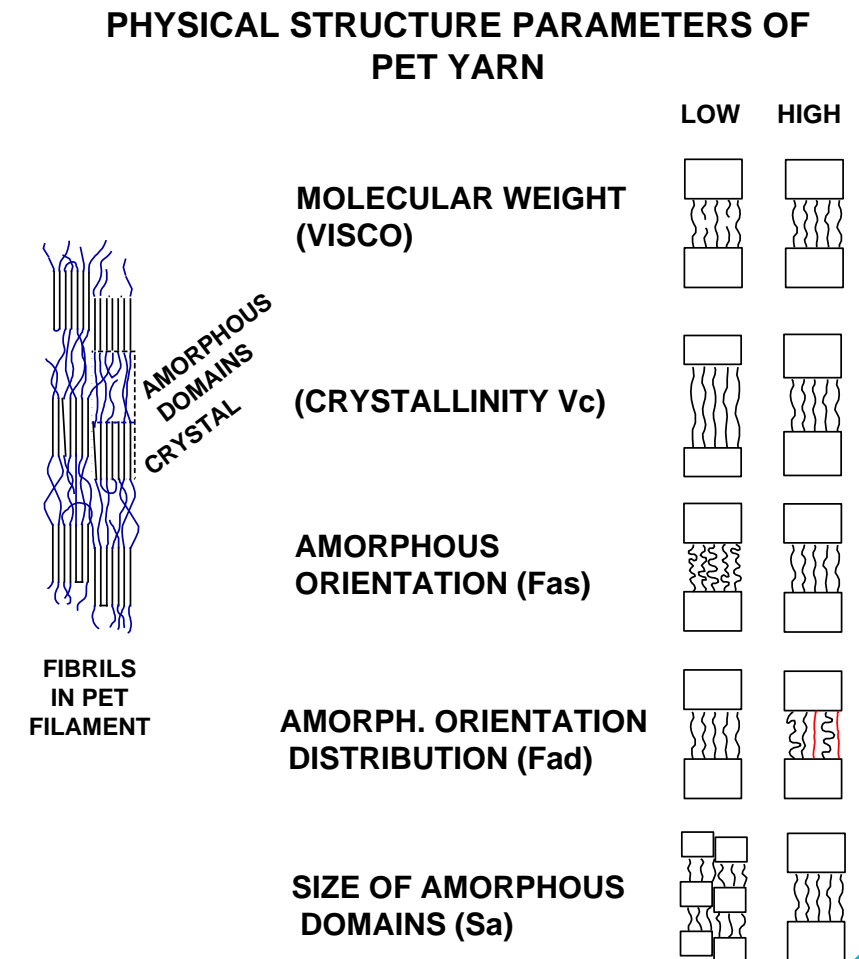 PHYSICAL STRUCTURE PARAMETERS OF
PET YARN
LOW HIGH
MOLECULAR WEIGHT
(VISCO)
AMORPHOUS
DOMAINS
CRYSTAL
(CRYSTALLINITY Vc)
AMORPHOUS
ORIENTATION (Fas)
FIBRILS
IN PET
FILAMENT
AMORPH. ORIENTATION
DISTRIBUTION (Fad)
SIZE OF AMORPHOUS
DOMAINS (Sa)